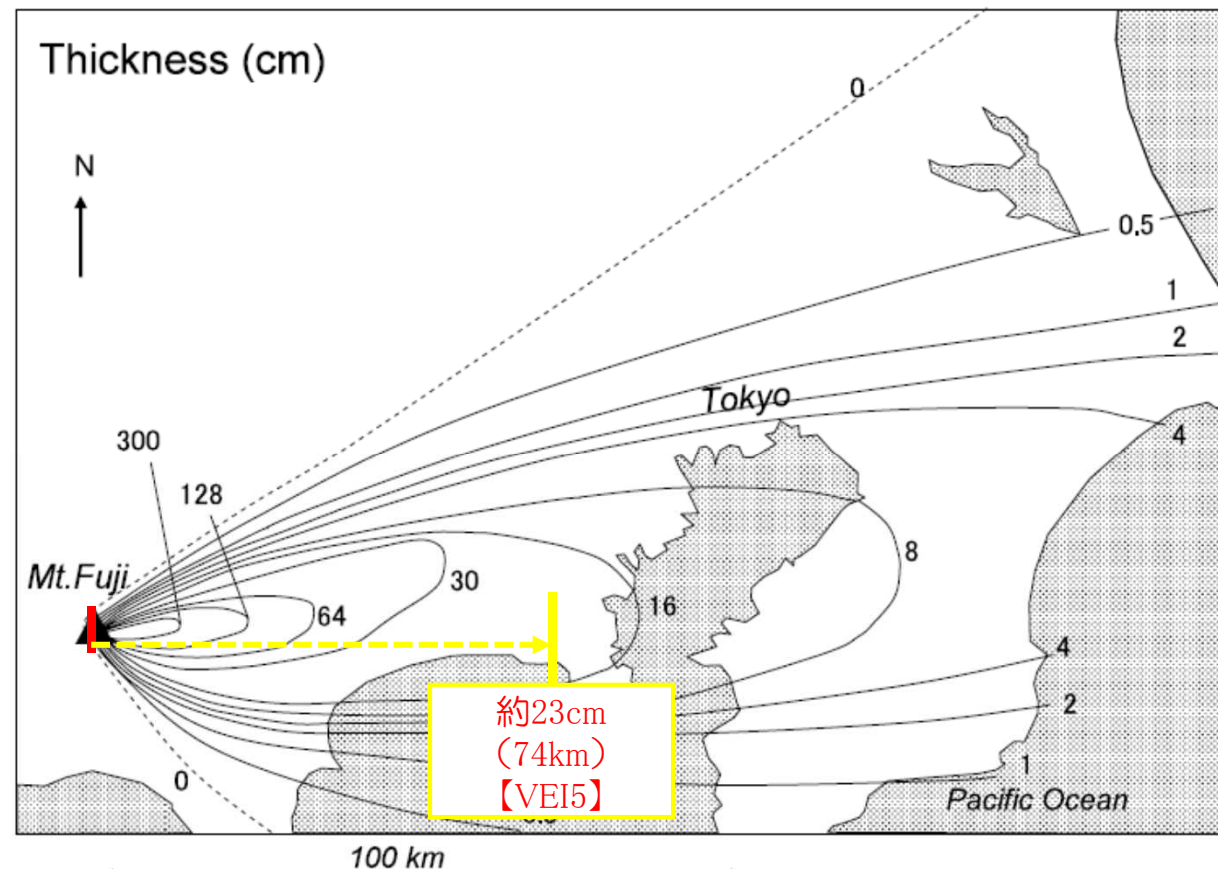 Thickness (cm)
N
0
0.5
1
2
Tokyo
4
300
128
Mt.Fuji
64
30
16
8
4
2
1
0
約23cm
（74km）
【VEI5】
Pacific Ocean
100 km